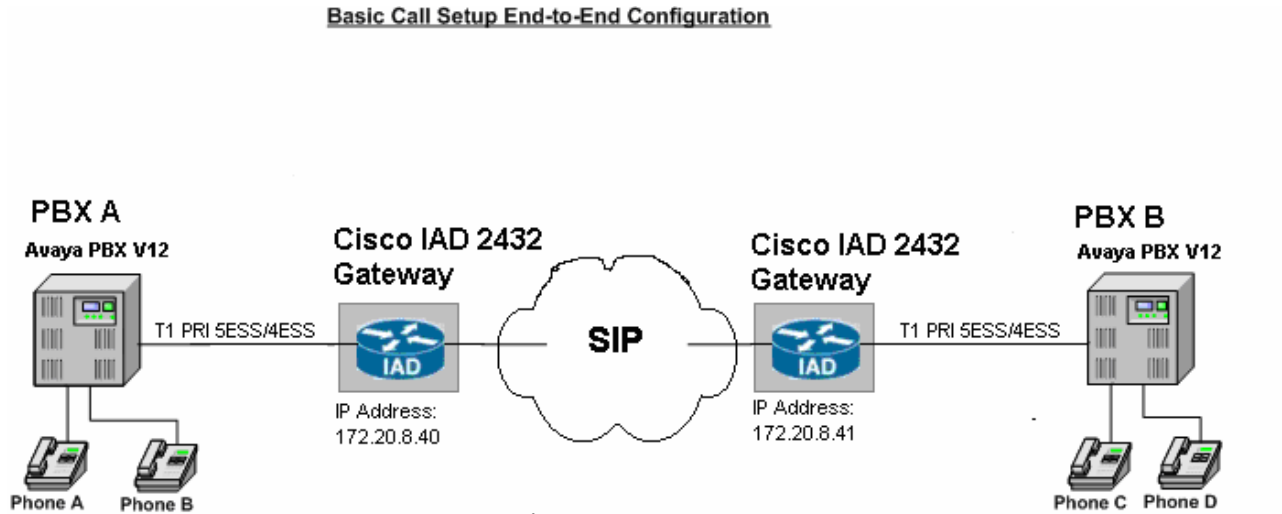 Basic Call Setup End-to-End Configuration
PBX A
Avaya PBX V12
T1 PRI 5ESS/4ESS
Phone A
Phone B
Cisco IAD 2432
Gateway
IAD
IP Address:
172.20.8.40
SIP
Cisco IAD 2432
Gateway
IAD
IP Address:
172.20.8.41
T1 PRI 5ESS/4ESS
PBX B
Avaya PBX V12
Phone C
Phone D